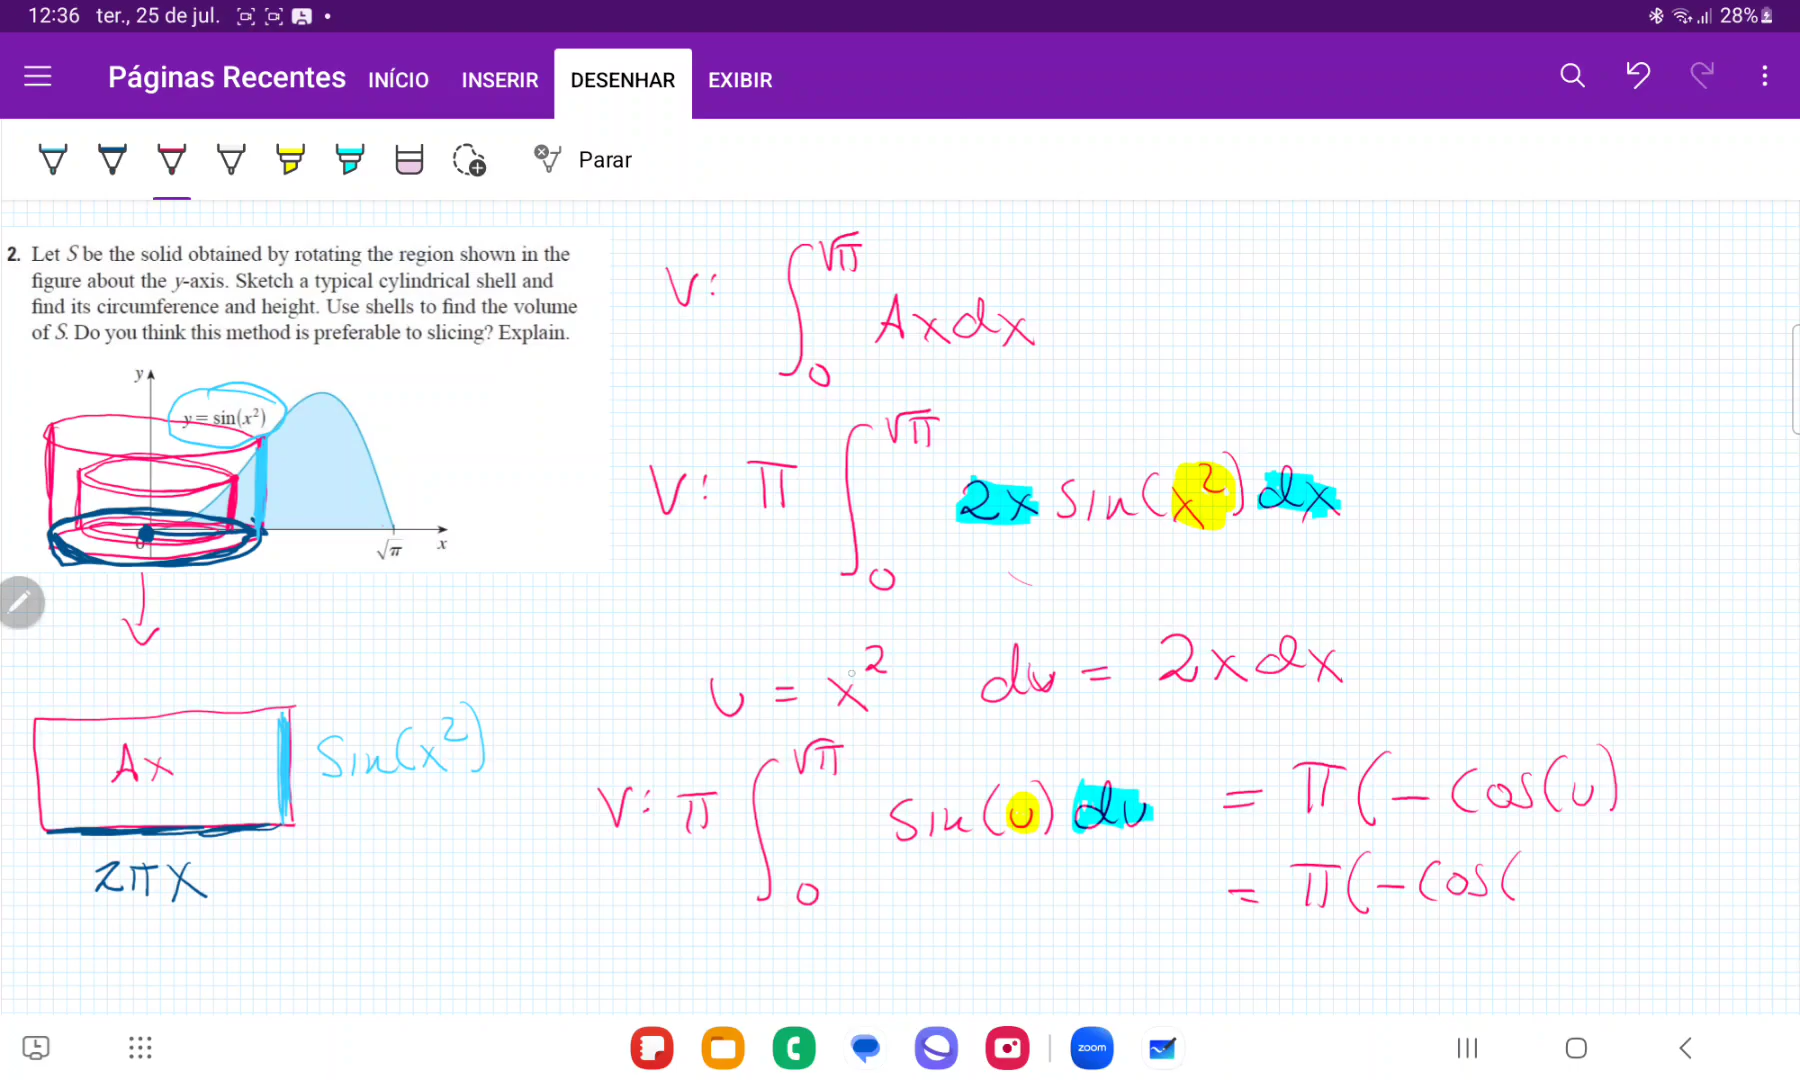 12:36 ter., 25 de jul.
28%
Páginas Recentes INÍCIO INSERIR DESENHAR EXIBIR
Parar
2. Let S be the solid obtained by rotating the region shown in the
figure about the y-axis. Sketch a typical cylindrical shell and
find its circumference and height. Use shells to find the volume
of S. Do you think this method is preferable to slicing? Explain.
y
y = sin(x²)
0
√π
x
Ax
Sin(x²)
2πx
V: ∫₀^√π Ax dx
V: π ∫₀^√π 2x sin(x²) dx
u = x² du = 2x dx
V: π ∫₀^√π sin(u) du = π(-cos(u)
= π(-cos(
zoom